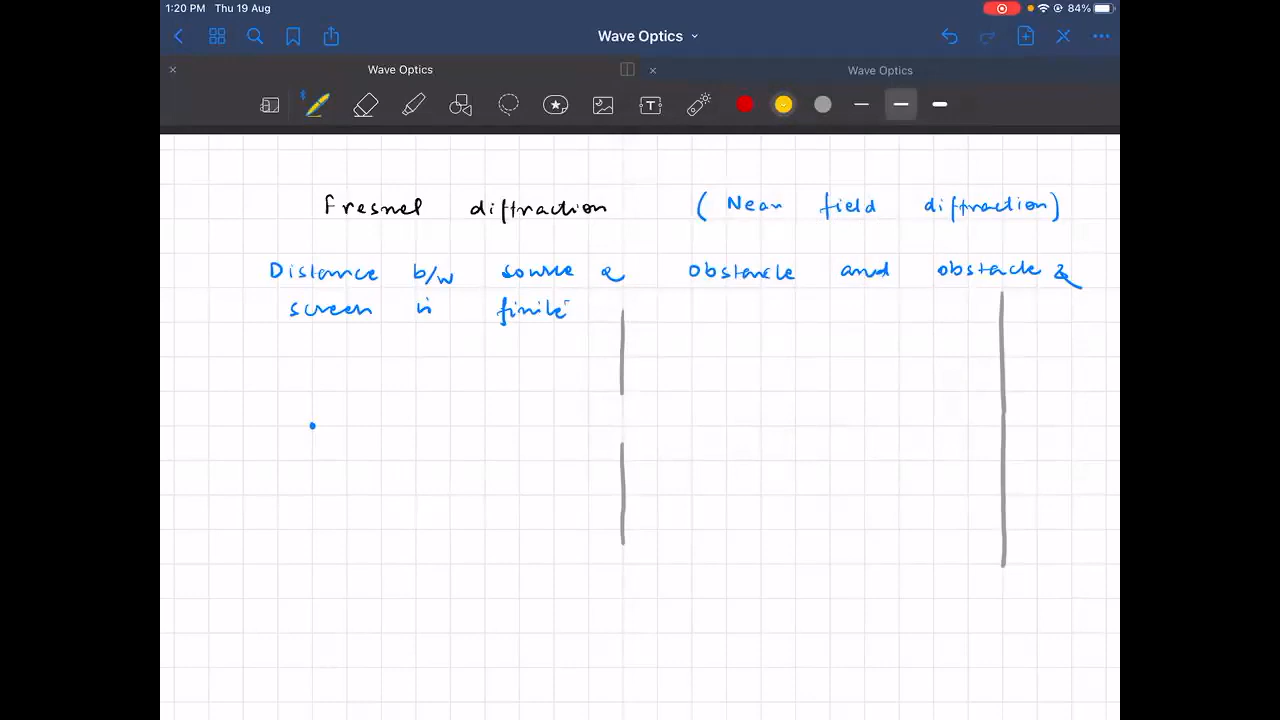 1:20 PM Thu 19 Aug
84%
Wave Optics
Wave Optics
Wave Optics
Fresnel diffraction (Near field diffraction)
Distance b/w source & obstacle and obstacle &
screen is finite